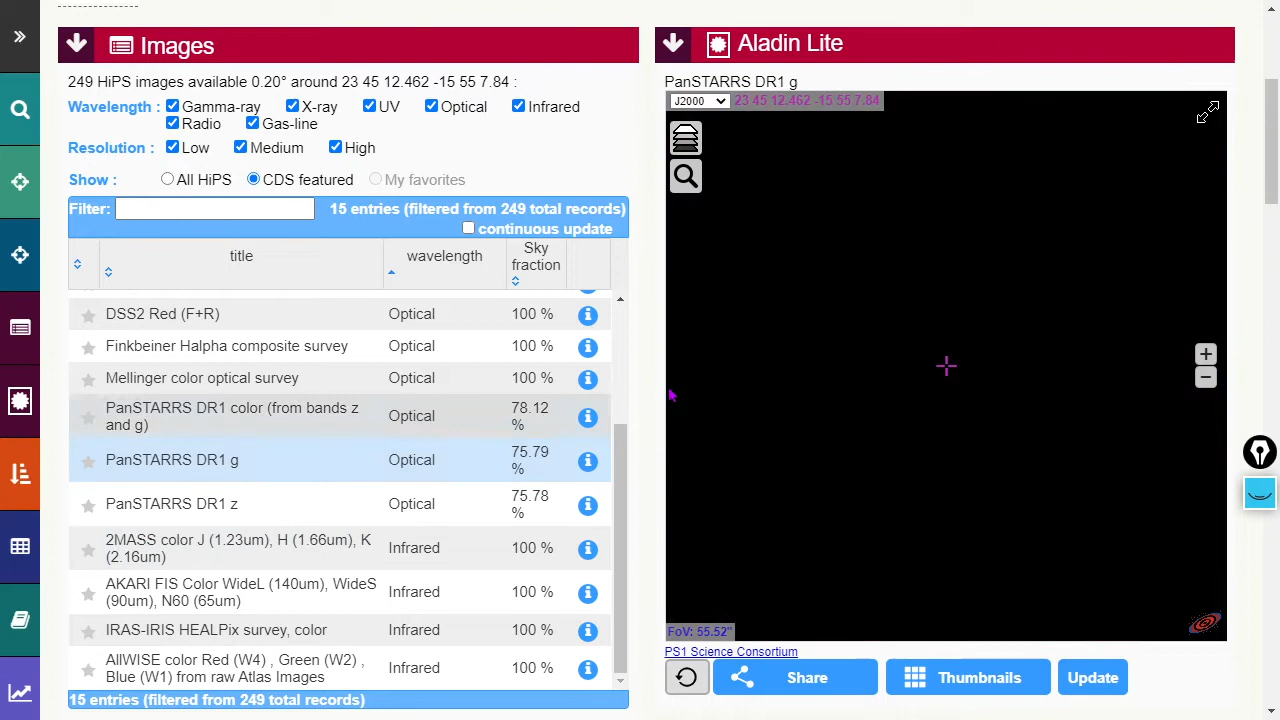 Images
249 HiPS images available 0.20° around 23 45 12.462 -15 55 7.84 :
Wavelength : Gamma-ray X-ray UV Optical Infrared
Radio Gas-line
Resolution : Low Medium High
Show : All HiPS CDS featured My favorites
Filter: 15 entries (filtered from 249 total records)
continuous update
title wavelength Sky
fraction
DSS2 Red (F+R) Optical 100 %
Finkbeiner Halpha composite survey Optical 100 %
Mellinger color optical survey Optical 100 %
PanSTARRS DR1 color (from bands z
and g) Optical 78.12
%
PanSTARRS DR1 g Optical 75.79
%
PanSTARRS DR1 z Optical 75.78
%
2MASS color J (1.23um), H (1.66um), K
(2.16um) Infrared 100 %
AKARI FIS Color WideL (140um), WideS
(90um), N60 (65um) Infrared 100 %
IRAS-IRIS HEALPix survey, color Infrared 100 %
AllWISE color Red (W4) , Green (W2) ,
Blue (W1) from raw Atlas Images Infrared 100 %
15 entries (filtered from 249 total records)
Aladin Lite
PanSTARRS DR1 g
J2000 23 45 12.462 -15 55 7.84
FoV: 55.52"
PS1 Science Consortium
Share Thumbnails Update